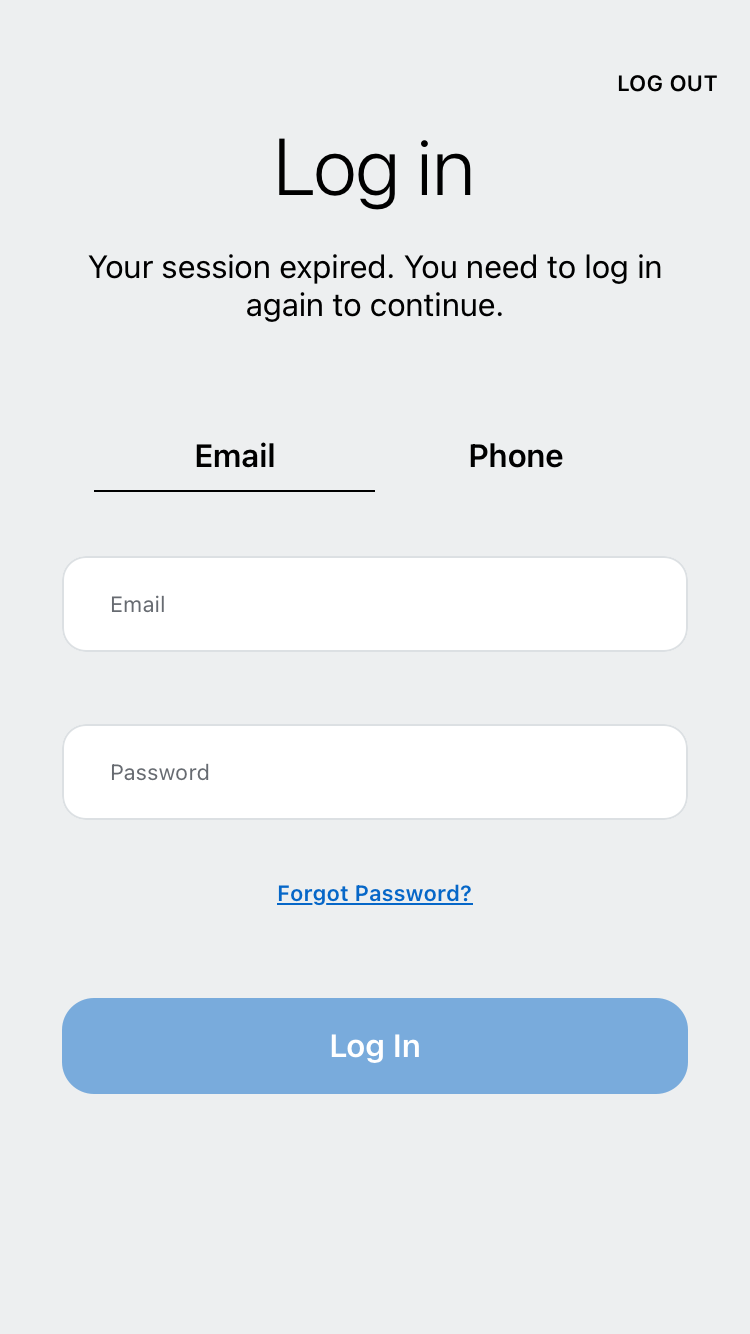 LOG OUT
Log in
Your session expired. You need to log in
again to continue.
Email
Phone
Email
Password
Forgot Password?
Log In